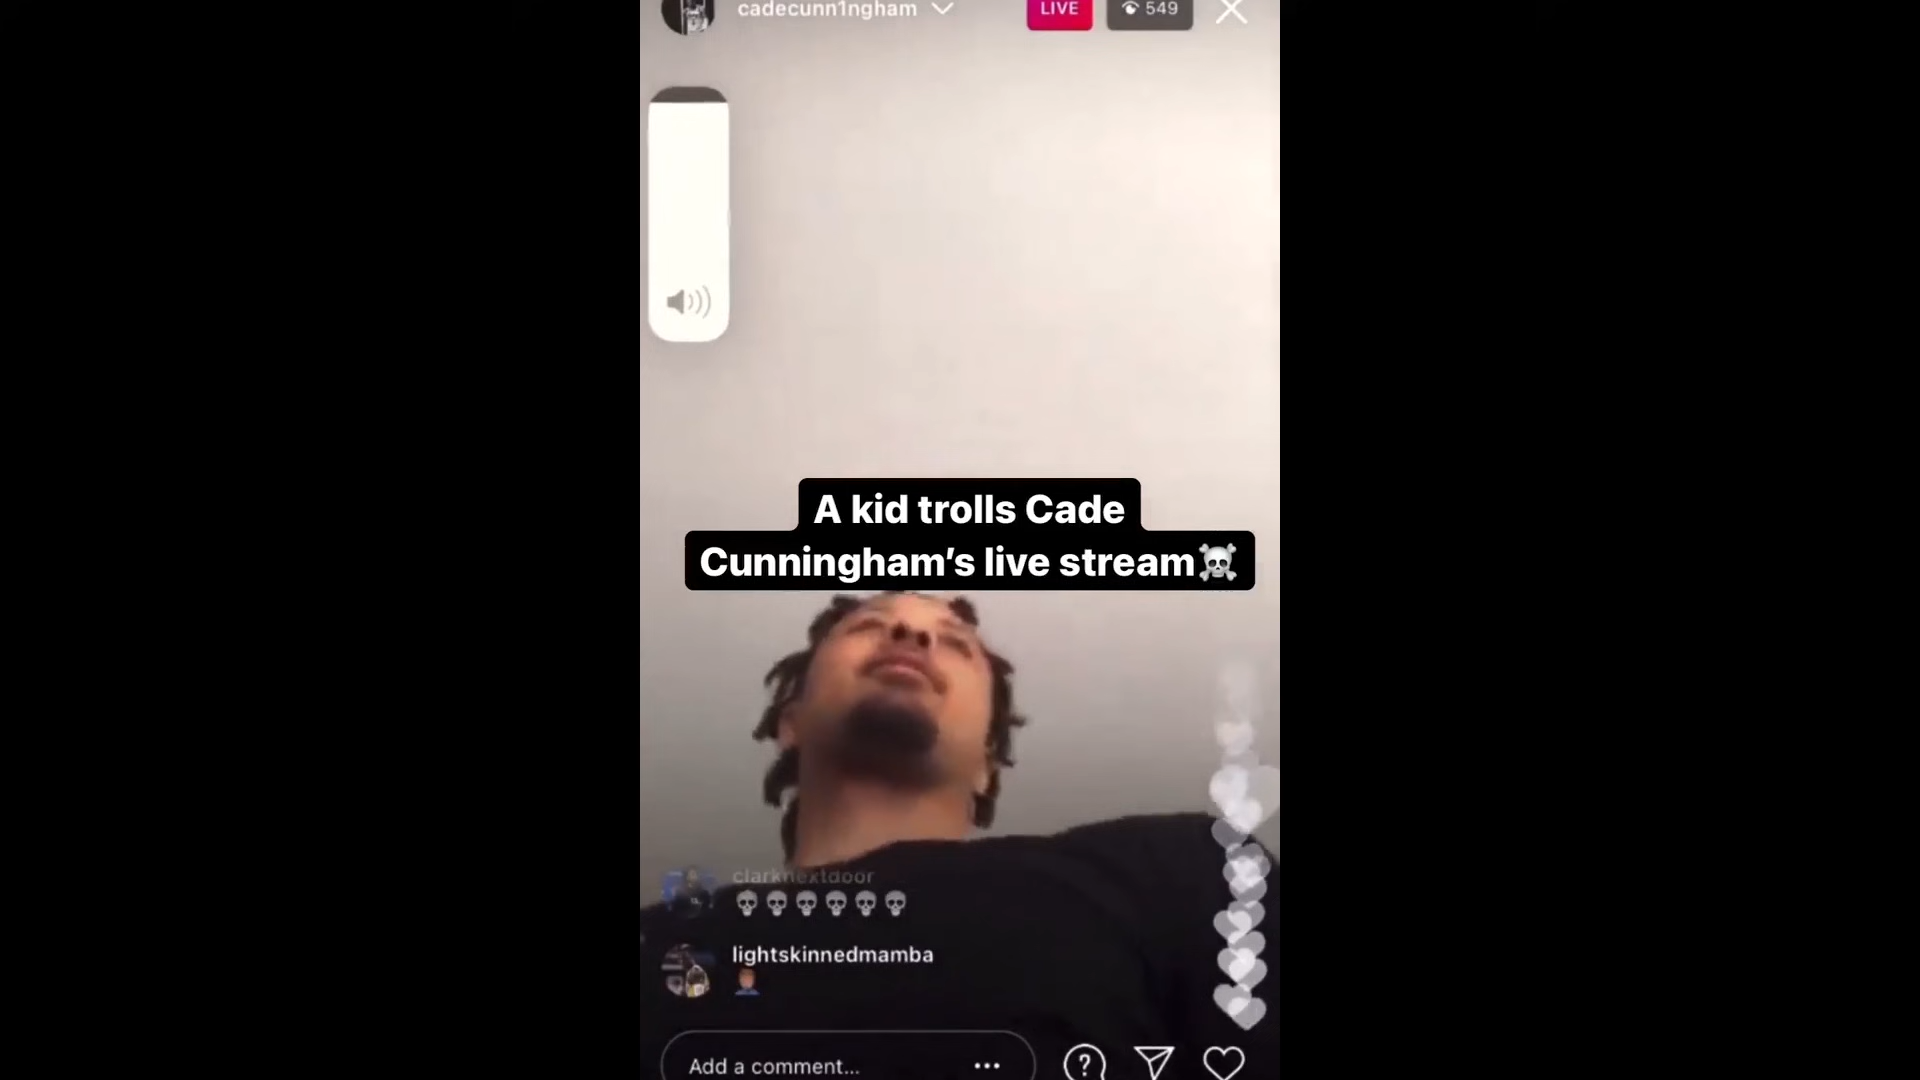 cadecunn1ngham
LIVE
549
A kid trolls Cade
Cunningham’s live stream☠️
clarknextdoor
💀💀💀💀💀💀
lightskinnedmamba
🤦🏽‍♂️
Add a comment...